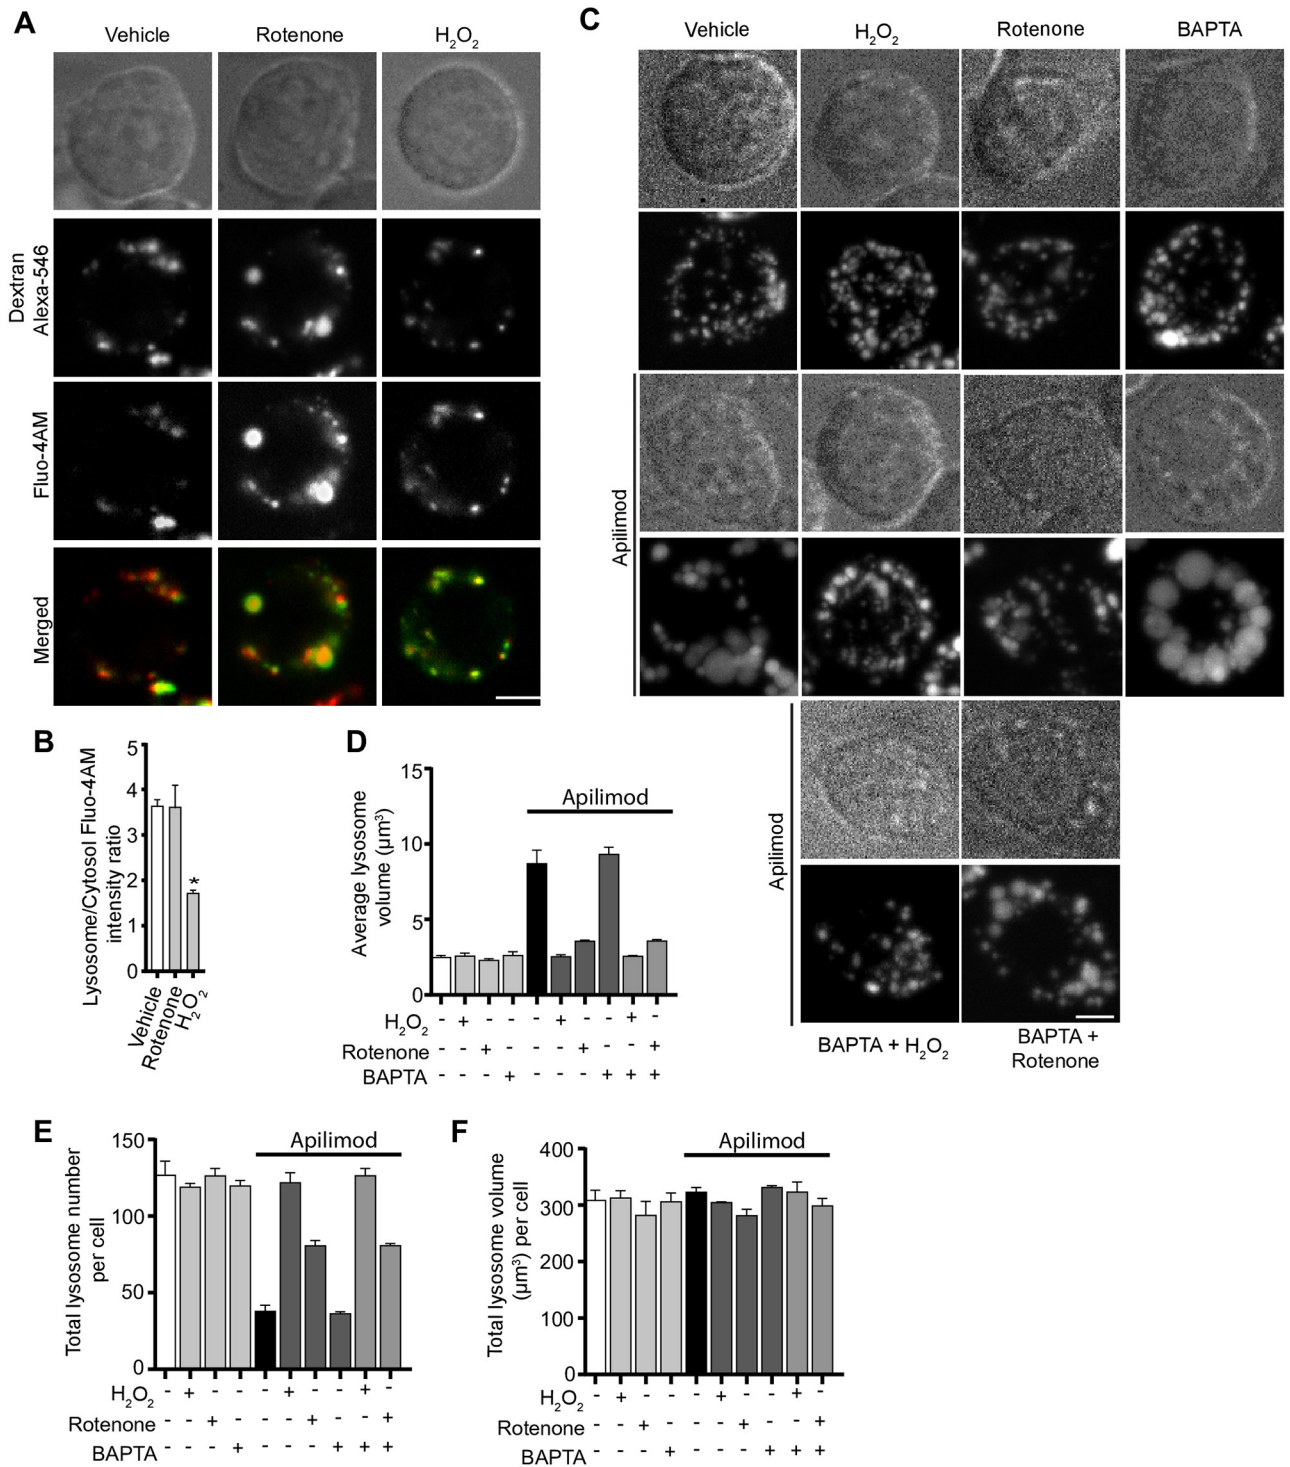 A
Vehicle
Rotenone
H2O2
Dextran
Alexa-546
Fluo-4AM
Merged
C
Vehicle
H2O2
Rotenone
BAPTA
Apilimod
Apilimod
BAPTA + H2O2
BAPTA +
Rotenone
B
Lysosome/Cytosol Fluo-4AM
intensity ratio
5
4
3
2
1
0
*
Vehicle
Rotenone
H2O2
D
Average lysosome
volume (µm³)
15
10
5
0
Apilimod
H2O2 - + - - - + - - + -
Rotenone - - + - - - + - - +
BAPTA - - - + - - - + + +
E
Total lysosome number
per cell
150
100
50
0
Apilimod
H2O2 - + - - - + - - + -
Rotenone - - + - - - + - - +
BAPTA - - - + - - - + + +
F
Total lysosome volume
(µm³) per cell
400
300
200
100
0
Apilimod
H2O2 - + - - - + - - + -
Rotenone - - + - - - + - - +
BAPTA - - - + - - - + + +